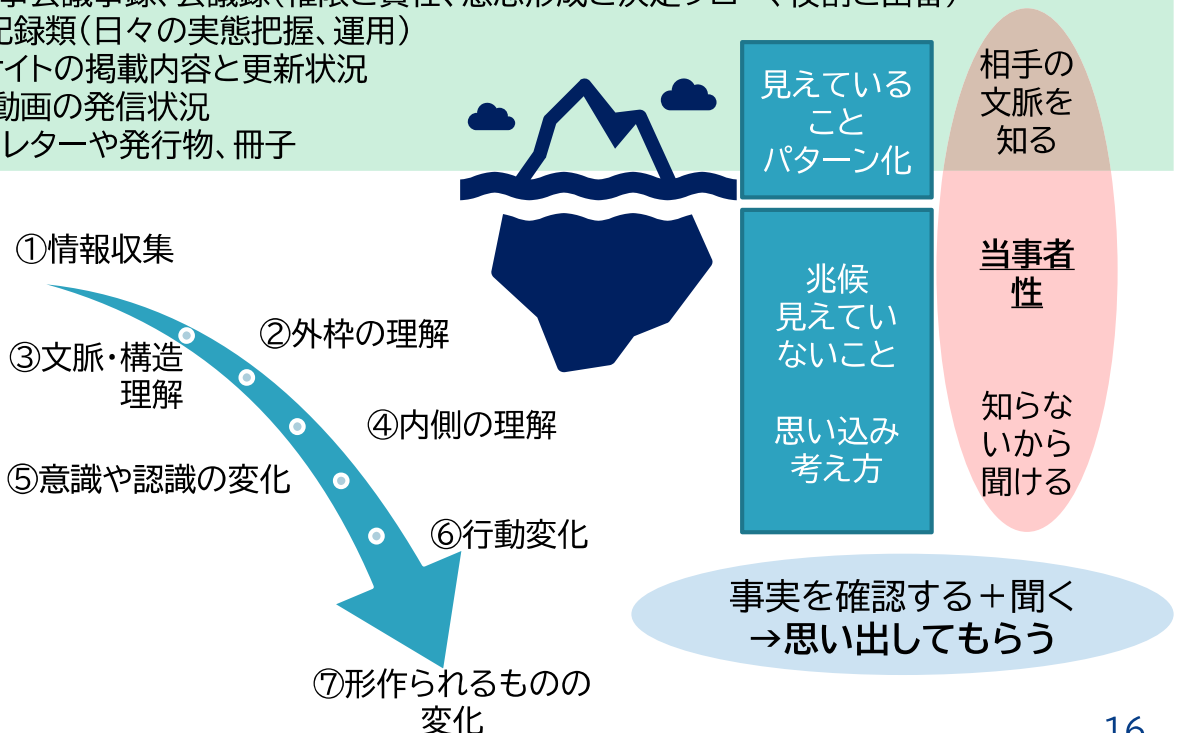 記録類（日々の実態把握、運用）
サイトの掲載内容と更新状況
動画の発信状況
レターや発行物、冊子
見えている
こと
パターン化
相手の
文脈を
知る
①情報収集
②外枠の理解
③文脈・構造
理解
④内側の理解
⑤意識や認識の変化
⑥行動変化
⑦形作られるものの
変化
兆候
見えてい
ないこと
思い込み
考え方
当事者
性
知らな
いから
聞ける
事実を確認する＋聞く
→思い出してもらう
16